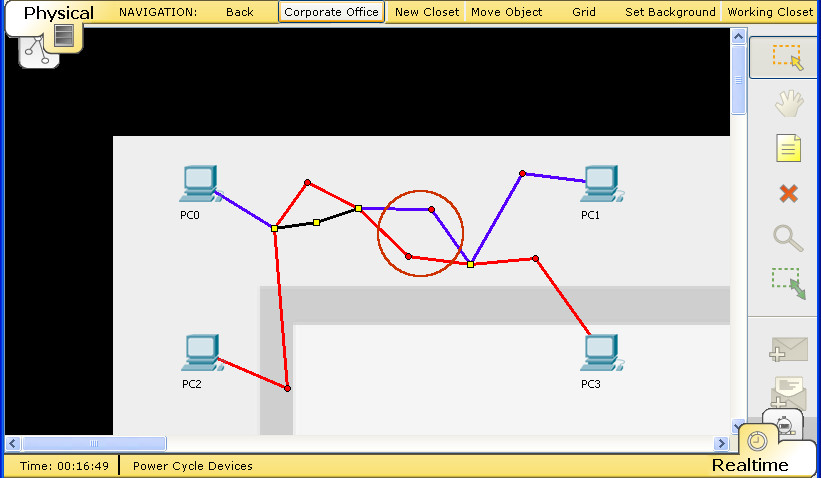 Physical
NAVIGATION: Back Corporate Office New Closet Move Object Grid Set Background Working Closet
PC0
PC1
PC2
PC3
Time: 00:16:49 Power Cycle Devices
Realtime